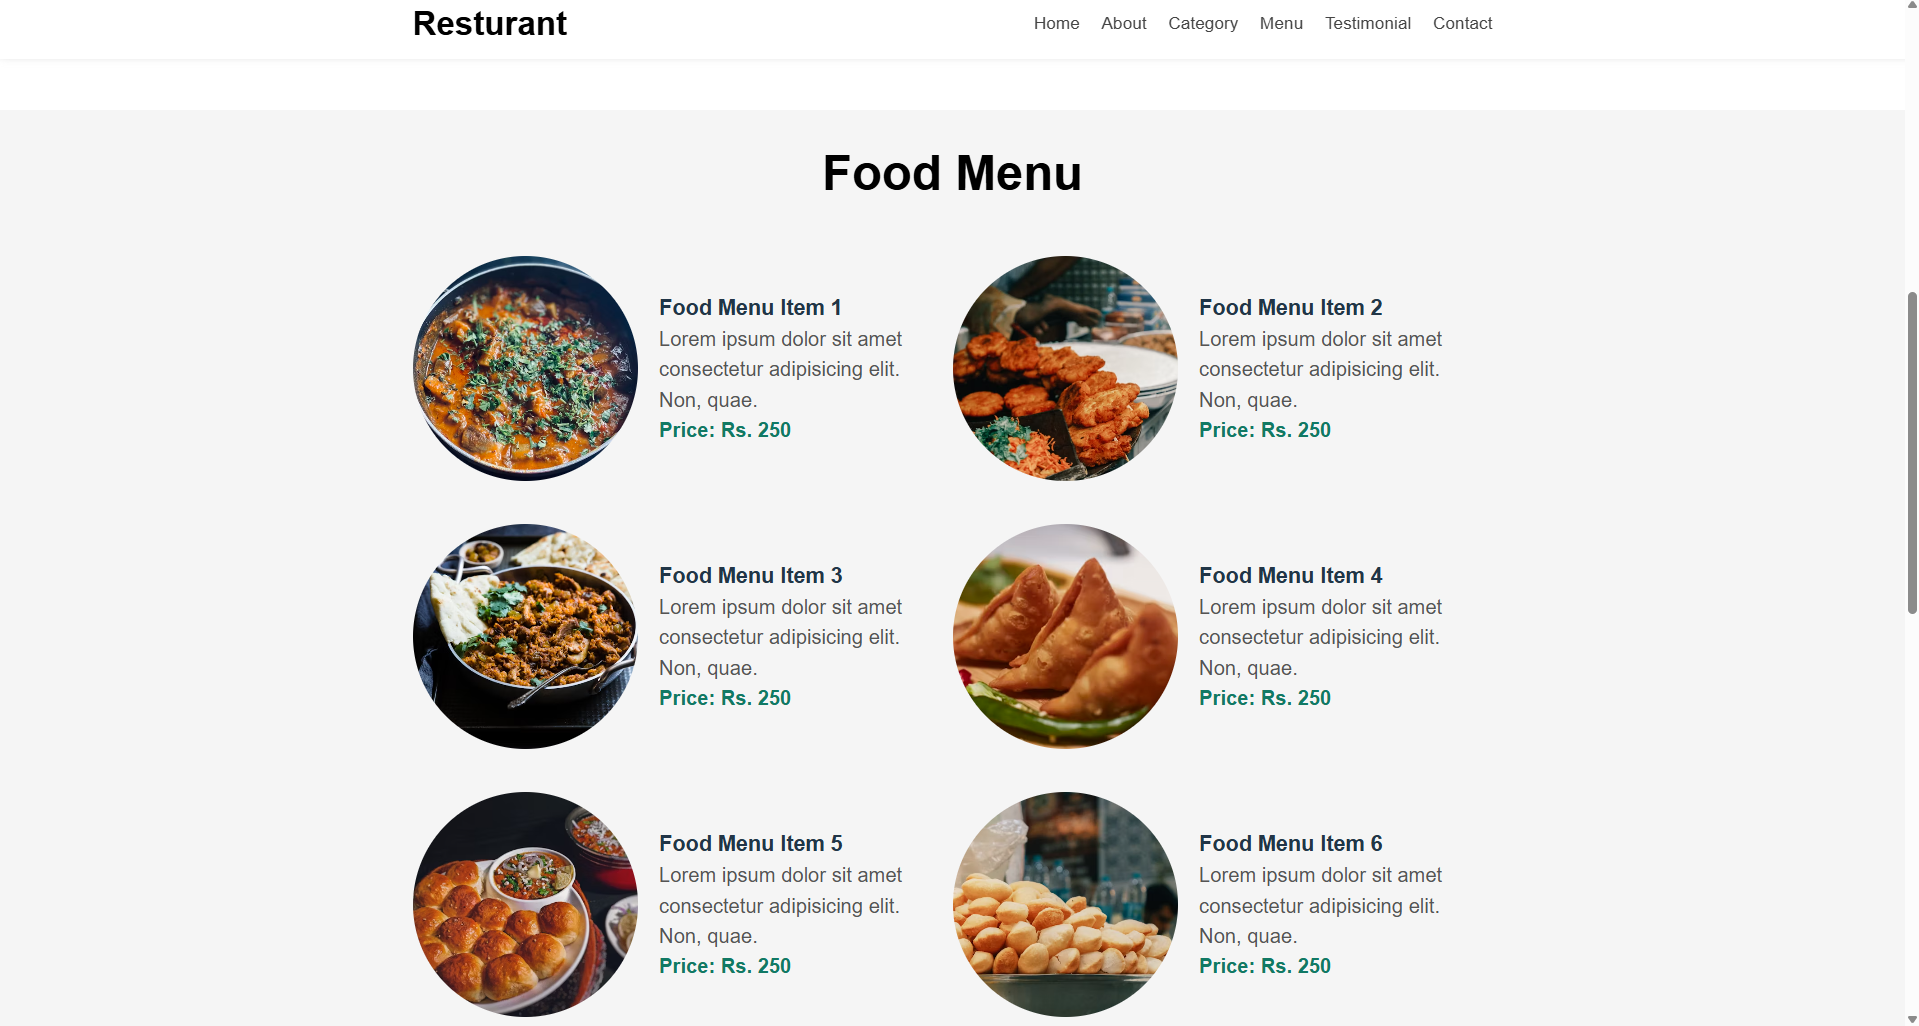 Resturant
Home About Category Menu Testimonial Contact
Food Menu
Food Menu Item 1
Lorem ipsum dolor sit amet
consectetur adipisicing elit.
Non, quae.
Price: Rs. 250
Food Menu Item 2
Lorem ipsum dolor sit amet
consectetur adipisicing elit.
Non, quae.
Price: Rs. 250
Food Menu Item 3
Lorem ipsum dolor sit amet
consectetur adipisicing elit.
Non, quae.
Price: Rs. 250
Food Menu Item 4
Lorem ipsum dolor sit amet
consectetur adipisicing elit.
Non, quae.
Price: Rs. 250
Food Menu Item 5
Lorem ipsum dolor sit amet
consectetur adipisicing elit.
Non, quae.
Price: Rs. 250
Food Menu Item 6
Lorem ipsum dolor sit amet
consectetur adipisicing elit.
Non, quae.
Price: Rs. 250